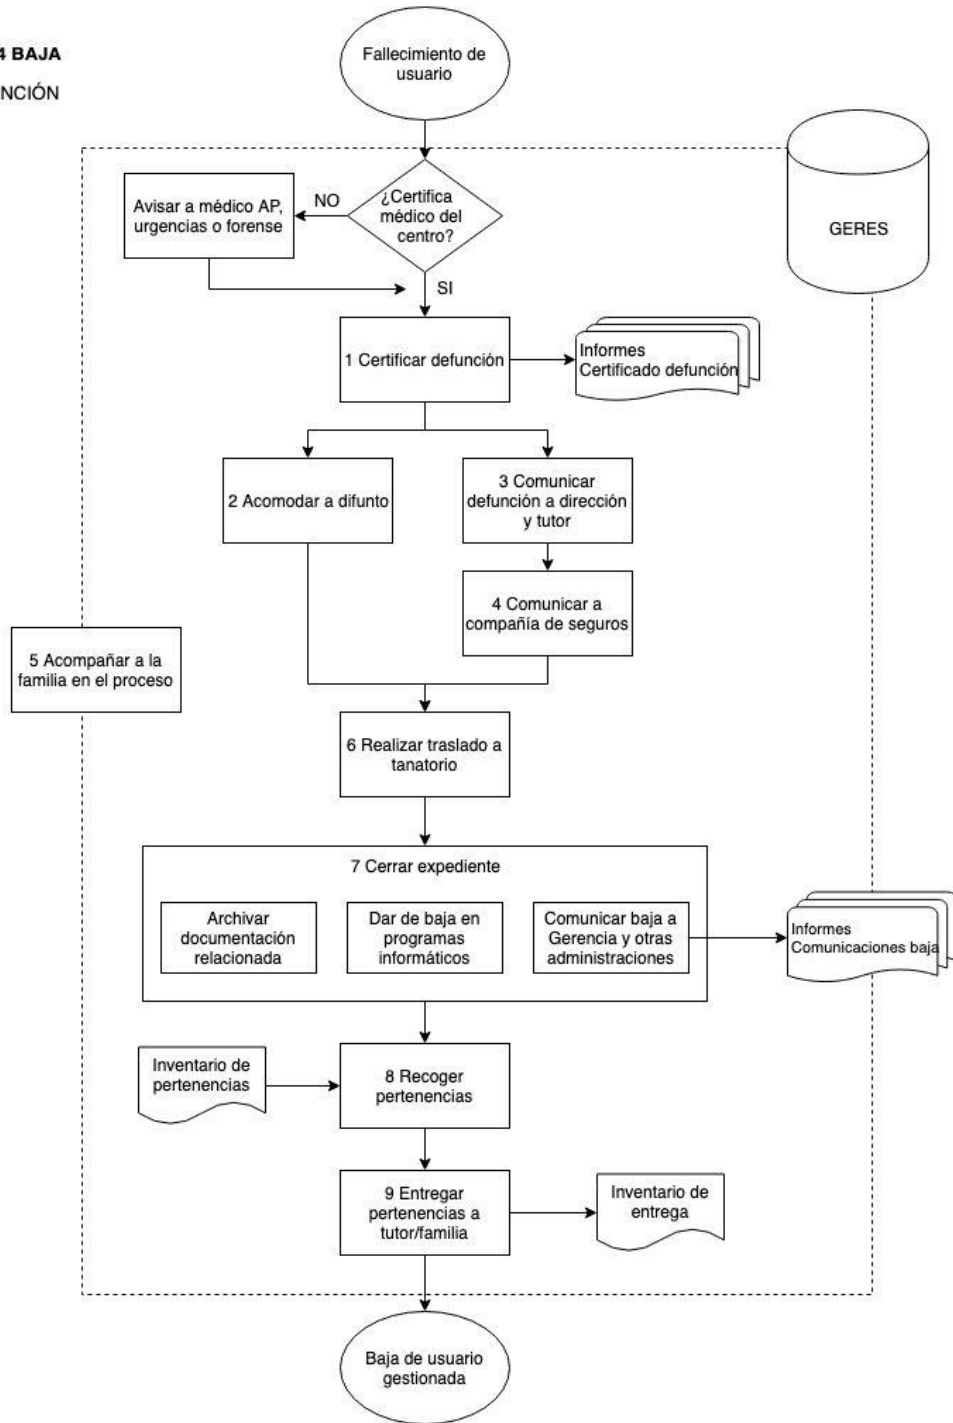 4 BAJA
NCIÓN
Fallecimiento de
usuario
¿Certifica
médico del
centro?
NO
Avisar a médico AP,
urgencias o forense
SI
GERES
1 Certificar defunción
Informes
Certificado defunción
2 Acomodar a difunto
3 Comunicar
defunción a dirección
y tutor
4 Comunicar a
compañía de seguros
5 Acompañar a la
familia en el proceso
6 Realizar traslado a
tanatorio
7 Cerrar expediente
Archivar
documentación
relacionada
Dar de baja en
programas
informáticos
Comunicar baja a
Gerencia y otras
administraciones
Informes
Comunicaciones baja
Inventario de
pertenencias
8 Recoger
pertenencias
9 Entregar
pertenencias a
tutor/familia
Inventario de
entrega
Baja de usuario
gestionada